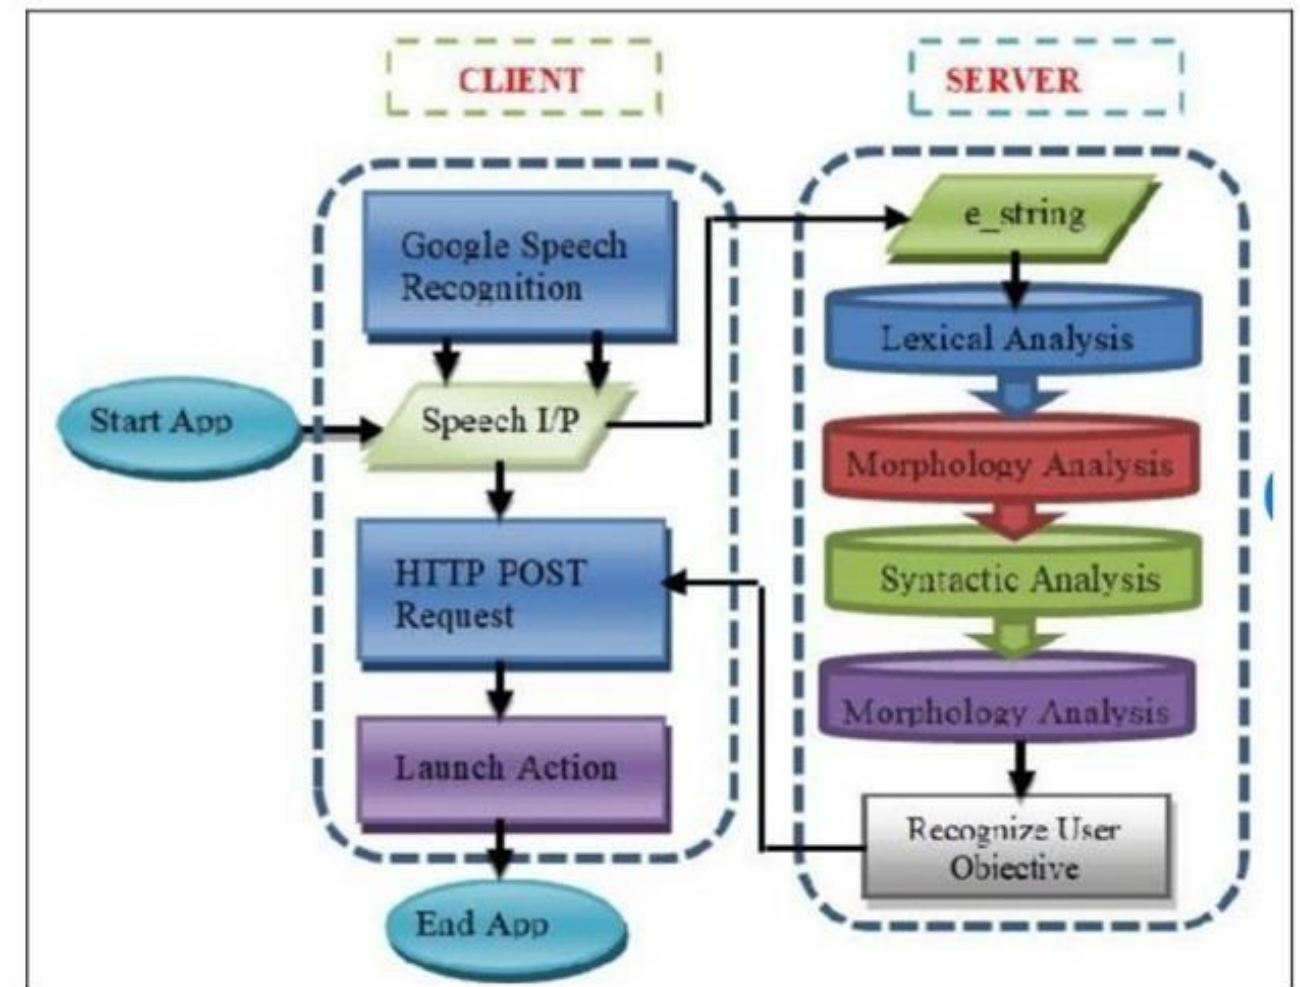 CLIENT
SERVER
Google Speech
Recognition
e_string
Lexical Analysis
Start App
Speech I/P
Morphology Analysis
HTTP POST
Request
Syntactic Analysis
Morphology Analysis
Launch Action
Recognize User
Obiective
End App